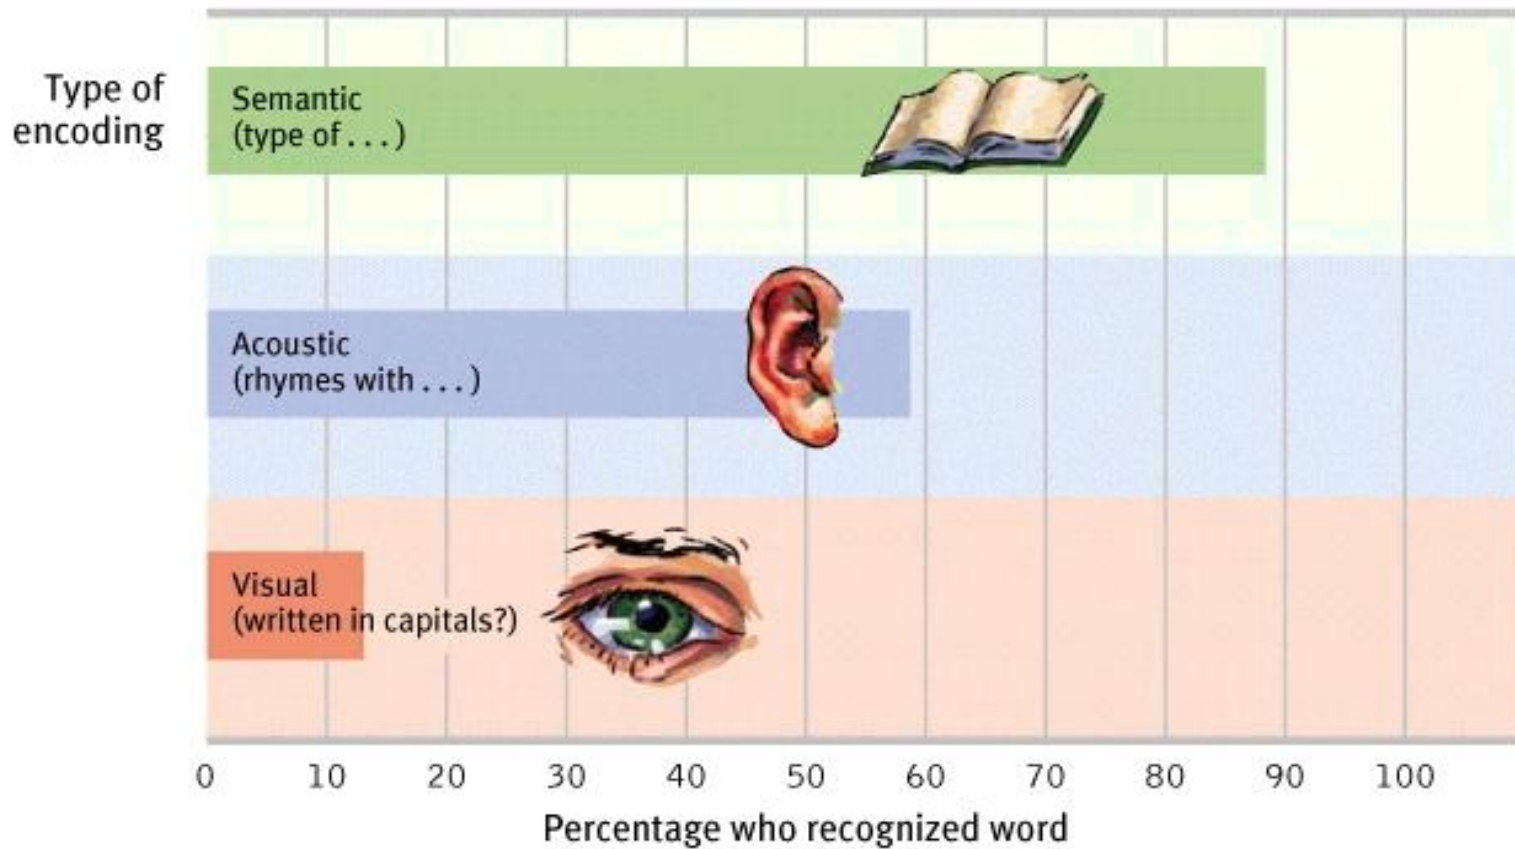 Type of
encoding
Semantic
(type of . . . )
Acoustic
(rhymes with . . . )
Visual
(written in capitals?)
0 10 20 30 40 50 60 70 80 90 100
Percentage who recognized word